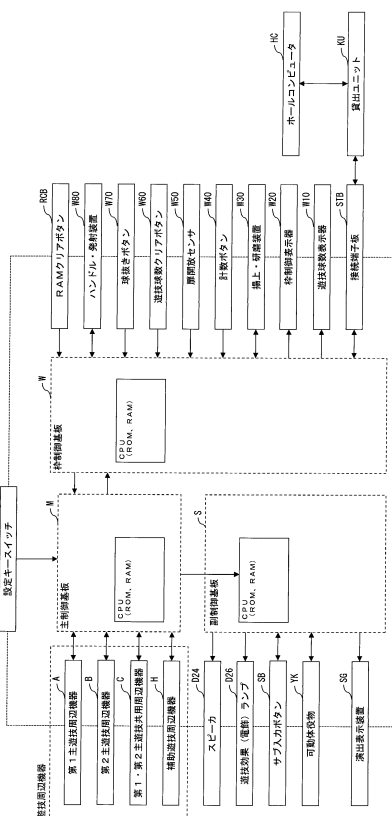 設定キースイッチ
技周辺機器
A
第1主遊技周辺機器
B
第2主遊技周辺機器
C
第1・第2主遊技共用周辺機器
H
補助遊技周辺機器
M
主制御基板
CPU
(ROM, RAM)
D24
スピーカ
D26
遊技効果（電飾）ランプ
SB
サブ入力ボタン
YK
可動体役物
SG
演出表示装置
S
副制御基板
CPU
(ROM, RAM)
W
枠制御基板
CPU
(ROM, RAM)
RCB
RAMクリアボタン
W80
ハンドル・発射装置
W70
球抜きボタン
W60
遊技球数クリアボタン
W50
扉開放センサ
W40
計数ボタン
W30
揚上・研磨装置
W20
枠制御表示器
W10
遊技球数表示器
STB
接続端子板
HC
ホールコンピュータ
KU
貸出ユニット